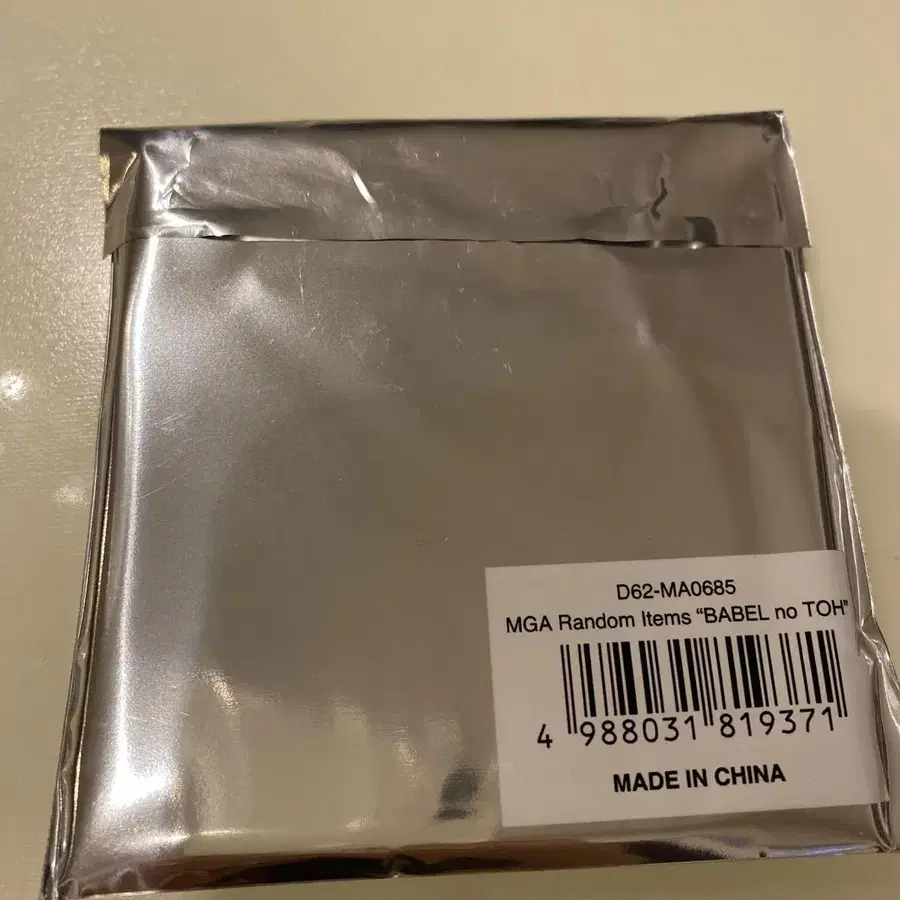 D62-MA0685
MGA Random Items “BABEL no TOH”
4 988031 819371
MADE IN CHINA